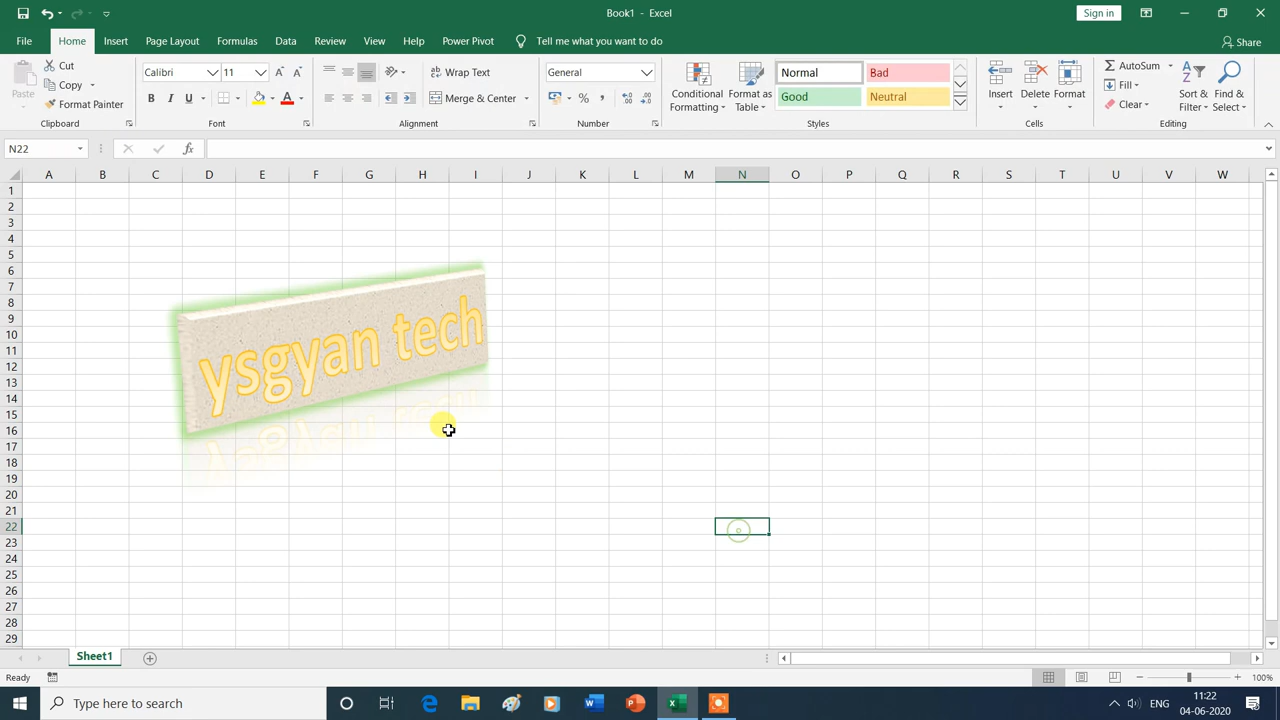 Book1 - Excel
Sign in
File Home Insert Page Layout Formulas Data Review View Help Power Pivot Tell me what you want to do Share
Paste
Cut
Copy
Format Painter
Clipboard
Calibri 11
B I U
Font
Wrap Text
Merge & Center
Alignment
General
Number
Conditional
Formatting
Format as
Table
Normal Bad
Good Neutral
Styles
Insert Delete Format
Cells
AutoSum
Fill
Clear
Sort &
Filter
Find &
Select
Editing
N22 fx
A B C D E F G H I J K L M N O P Q R S T U V W
1
2
3
4
5
6
7
8
9
10
11
12
13
14
15
16
17
18
19
20
21
22
23
24
25
26
27
28
29
ysgyan tech
Sheet1
Ready 100%
Type here to search
ENG
11:22
04-06-2020